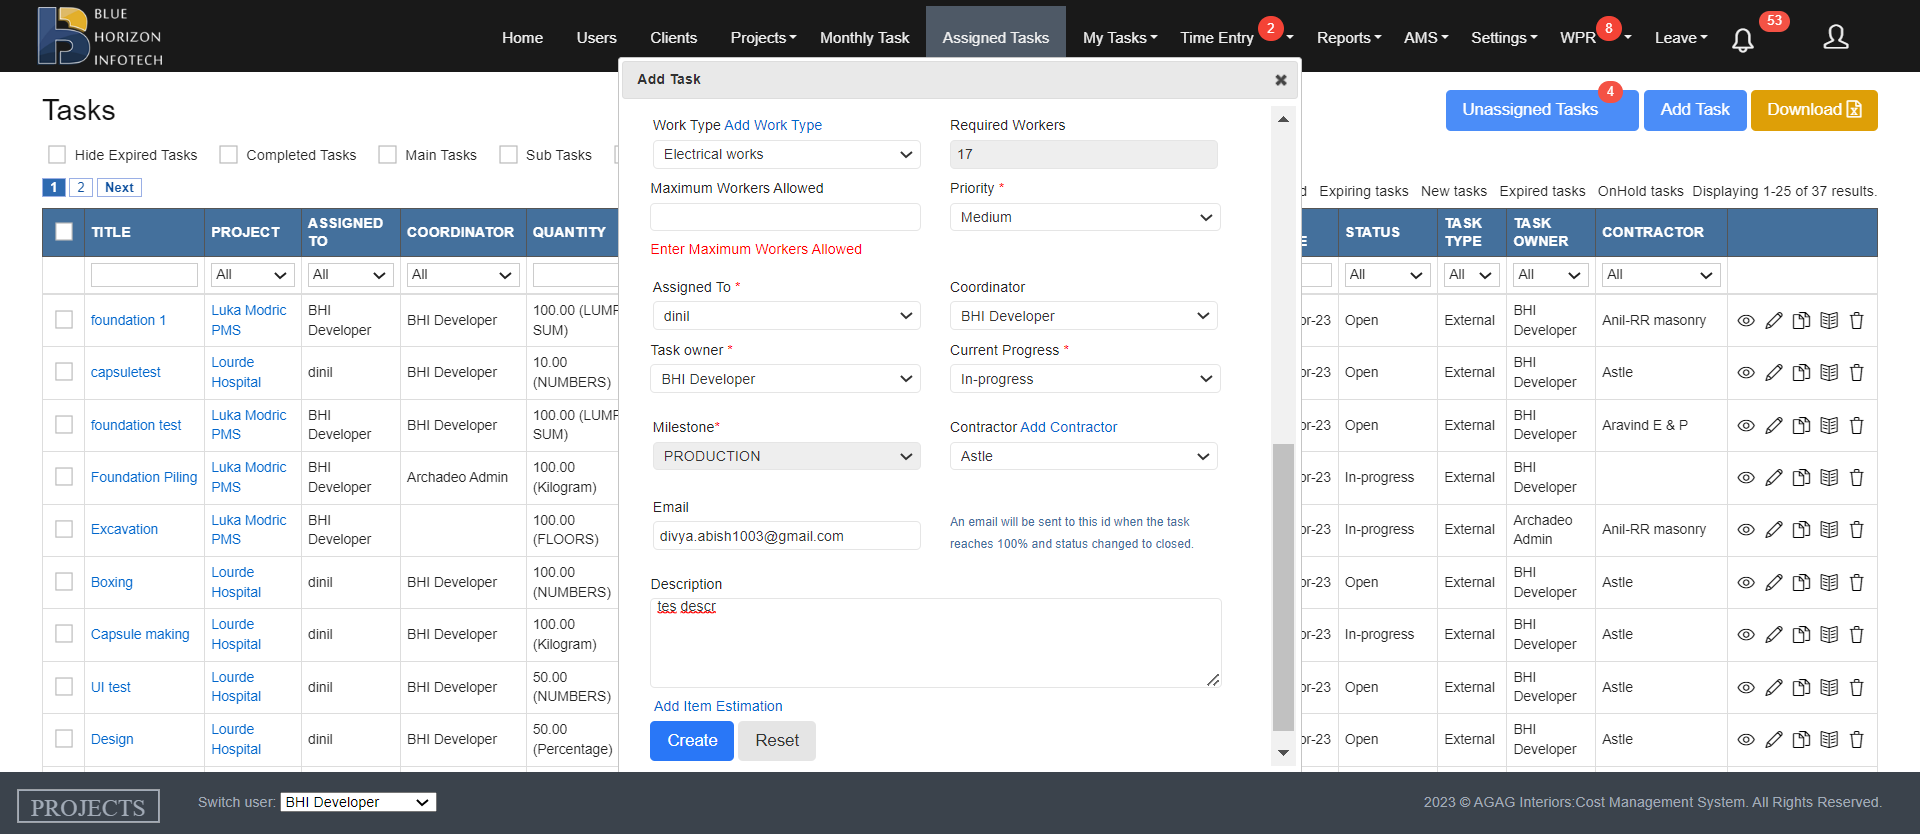 BLUE
HORIZON
INFOTECH
Home Users Clients Projects Monthly Task Assigned Tasks My Tasks Time Entry 2 Reports AMS Settings WPR 8 Leave 53
Tasks
Unassigned Tasks 4 Add Task Download
Hide Expired Tasks Completed Tasks Main Tasks Sub Tasks
1 2 Next
Expiring tasks New tasks Expired tasks OnHold tasks Displaying 1-25 of 37 results.
TITLE PROJECT ASSIGNED TO COORDINATOR QUANTITY E STATUS TASK TYPE TASK OWNER CONTRACTOR
All All All All All All All
foundation 1 Luka Modric PMS BHI Developer BHI Developer 100.00 (LUMP SUM) or-23 Open External BHI Developer Anil-RR masonry
capsuletest Lourde Hospital dinil BHI Developer 10.00 (NUMBERS) or-23 Open External BHI Developer Astle
foundation test Luka Modric PMS BHI Developer BHI Developer 100.00 (LUMP SUM) or-23 Open External BHI Developer Aravind E & P
Foundation Piling Luka Modric PMS BHI Developer Archadeo Admin 100.00 (Kilogram) or-23 In-progress External BHI Developer
Excavation Luka Modric PMS BHI Developer 100.00 (FLOORS) or-23 In-progress External Archadeo Admin Anil-RR masonry
Boxing Lourde Hospital dinil BHI Developer 100.00 (NUMBERS) or-23 Open External BHI Developer Astle
Capsule making Lourde Hospital dinil BHI Developer 100.00 (Kilogram) or-23 In-progress External BHI Developer Astle
UI test Lourde Hospital dinil BHI Developer 50.00 (NUMBERS) or-23 Open External BHI Developer Astle
Design Lourde Hospital dinil BHI Developer 50.00 (Percentage) or-23 Open External BHI Developer Astle
Add Task
Work Type Add Work Type Required Workers
Electrical works 17
Maximum Workers Allowed Priority *
Medium
Enter Maximum Workers Allowed
Assigned To * Coordinator
dinil BHI Developer
Task owner * Current Progress *
BHI Developer In-progress
Milestone* Contractor Add Contractor
PRODUCTION Astle
Email
divya.abish1003@gmail.com
An email will be sent to this id when the task
reaches 100% and status changed to closed.
Description
tes descr
Add Item Estimation
Create Reset
PROJECTS Switch user: BHI Developer 2023 © AGAG Interiors:Cost Management System. All Rights Reserved.